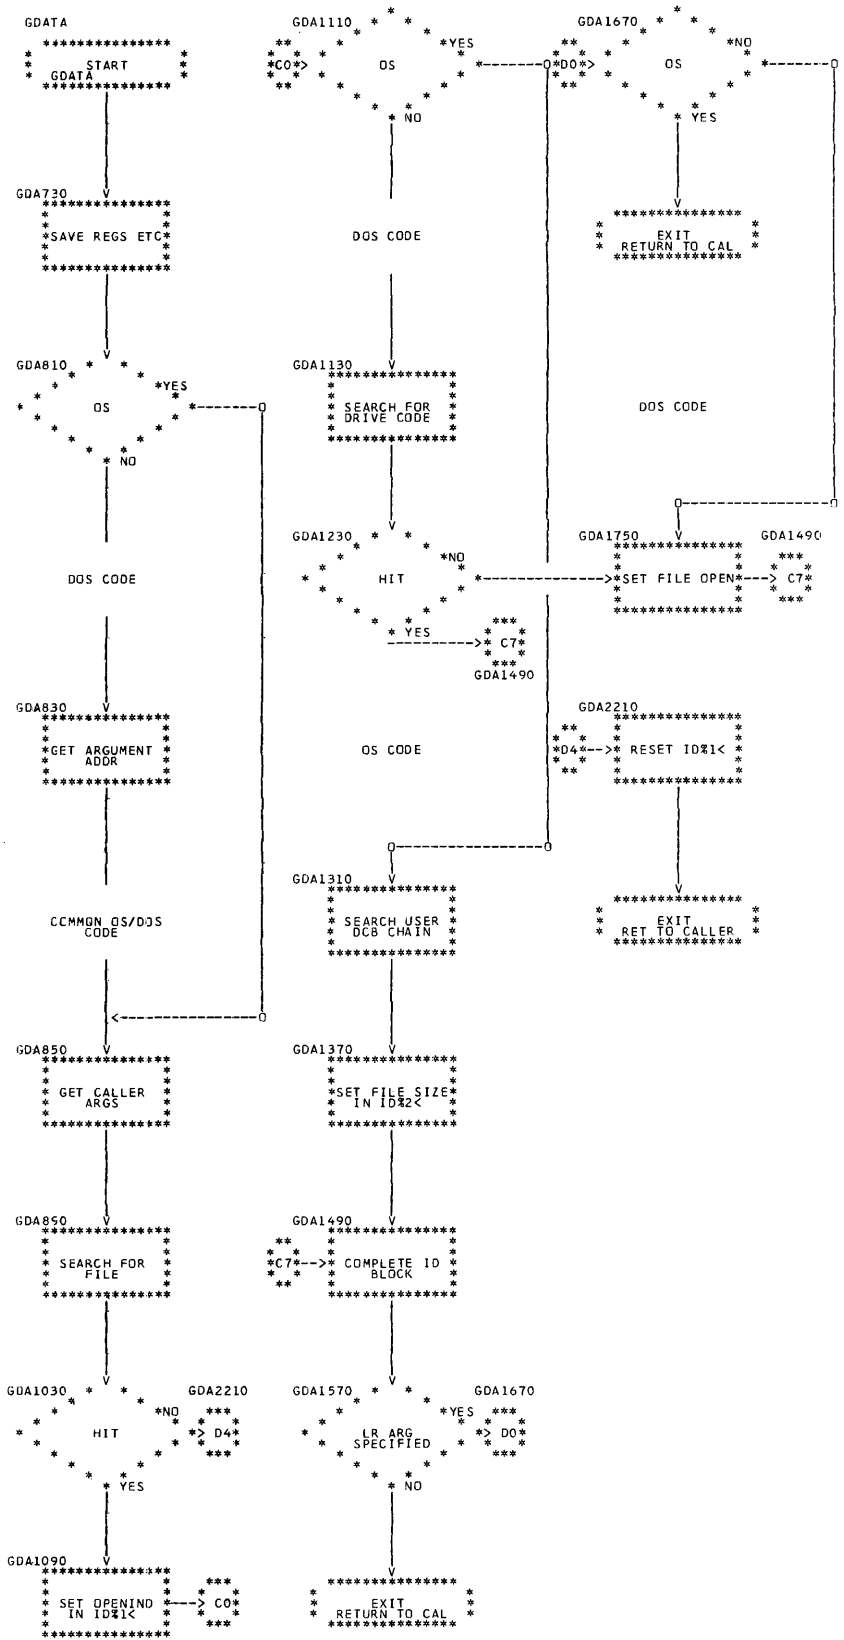 GDATA
START
GDATA
GDA730
SAVE REGS ETC
GDA810
YES
OS
NO
DOS CODE
GDA830
GET ARGUMENT
ADDR
COMMON OS/DOS
CODE
GDA850
GET CALLER
ARGS
GDA890
SEARCH FOR
FILE
GDA1030
GDA2210
NO
HIT
D4
YES
GDA1090
SET OPENIND
IN ID%1<
C0
GDA1110
YES
C0
OS
NO
DOS CODE
GDA1130
SEARCH FOR
DRIVE CODE
GDA1230
NO
HIT
YES
C7
GDA1490
OS CODE
GDA1310
SEARCH USER
DCB CHAIN
GDA1370
SET FILE SIZE
IN ID%2<
GDA1490
C7
COMPLETE ID
BLOCK
GDA1570
GDA1670
YES
LR ARG
SPECIFIED
D0
NO
EXIT
RETURN TO CAL
GDA1670
NO
D0
OS
YES
EXIT
RETURN TO CAL
DOS CODE
GDA1750
GDA1490
SET FILE OPEN
C7
GDA2210
D4
RESET ID%1<
EXIT
RET TO CALLER